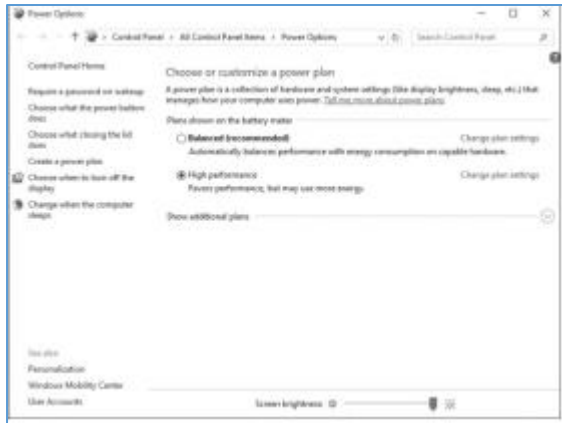 Power Options
Control Panel > All Control Panel Items > Power Options
Search Control Panel
Control Panel Home
Require a password on wakeup
Choose what the power button
does
Choose what closing the lid
does
Create a power plan
Choose when to turn off the
display
Change when the computer
sleeps
Choose or customize a power plan
A power plan is a collection of hardware and system settings (like display brightness, sleep, etc.) that
manages how your computer uses power. Tell me more about power plans
Plans shown on the battery meter
Balanced (recommended) Change plan settings
Automatically balances performance with energy consumption on capable hardware.
High performance Change plan settings
Favors performance, but may use more energy.
Show additional plans
See also
Personalization
Windows Mobility Center
User Accounts
Screen brightness: